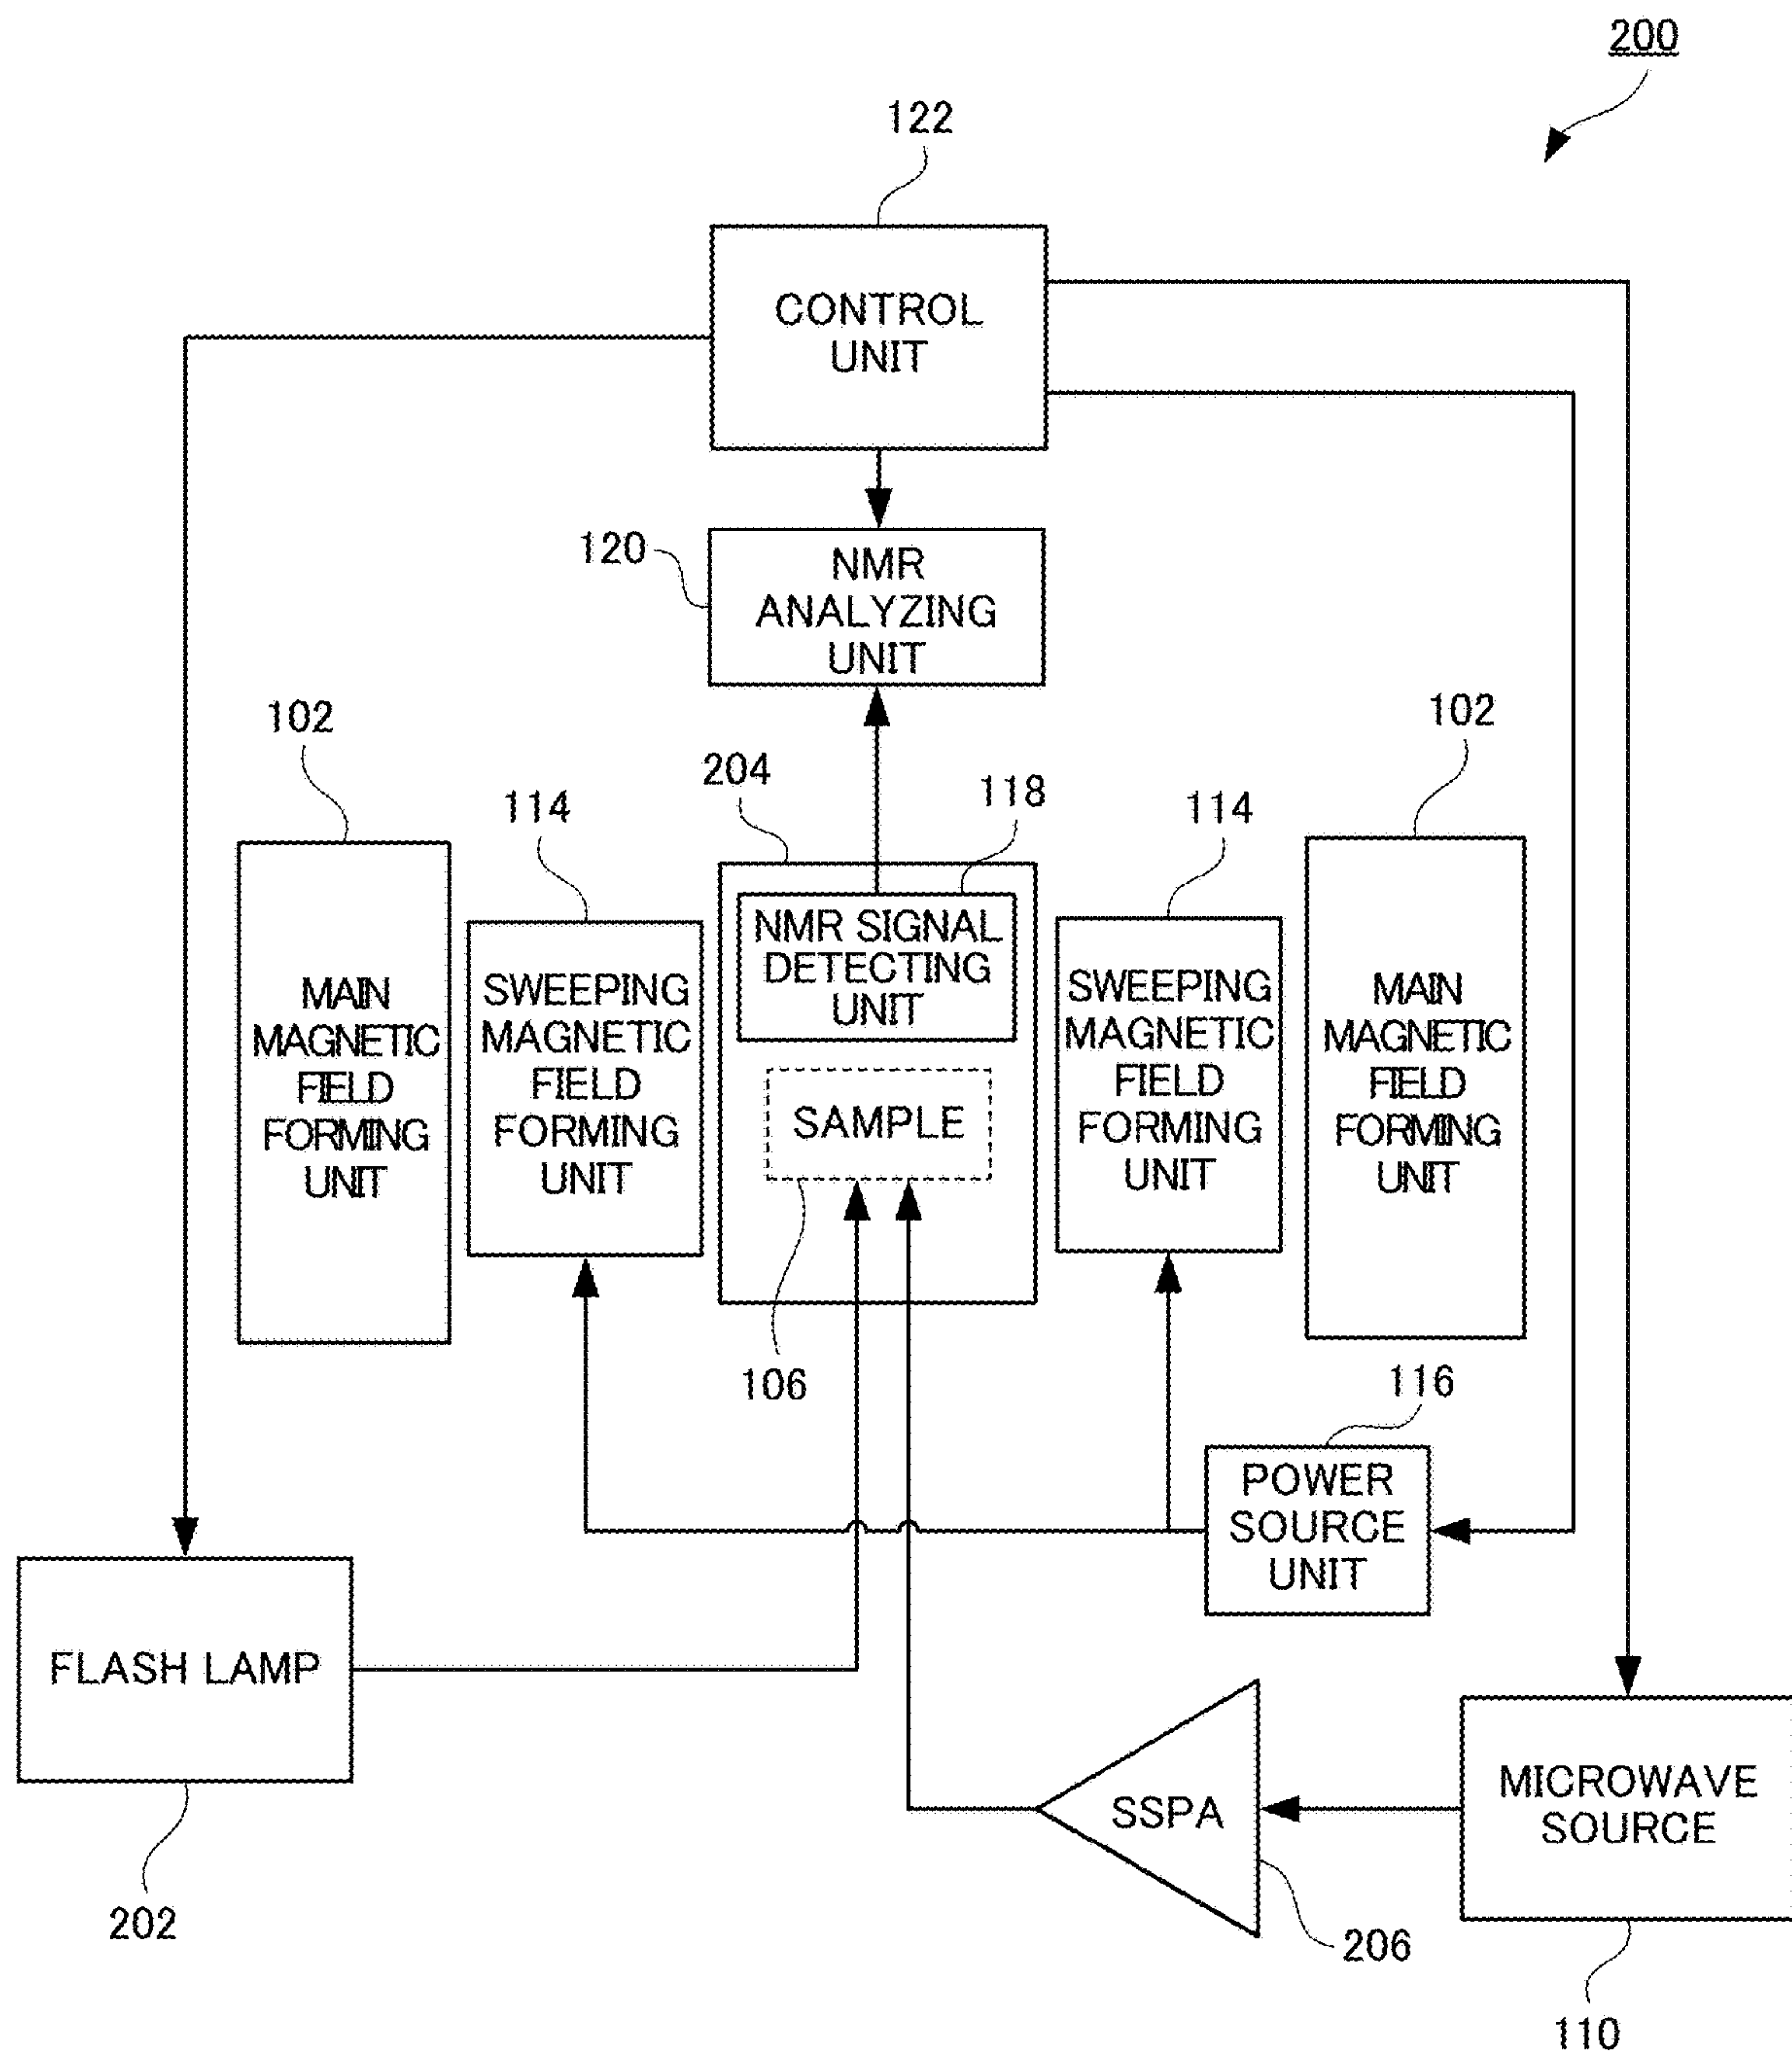 200
122
CONTROL
UNIT
120
NMR
ANALYZING
UNIT
102
102
204
118
114
114
NMR SIGNAL
DETECTING
UNIT
MAIN
MAGNETIC
FIELD
FORMING
UNIT
SWEEPING
MAGNETIC
FIELD
FORMING
UNIT
SAMPLE
SWEEPING
MAGNETIC
FIELD
FORMING
UNIT
MAIN
MAGNETIC
FIELD
FORMING
UNIT
106
116
POWER
SOURCE
UNIT
FLASH LAMP
SSPA
MICROWAVE
SOURCE
202
206
110